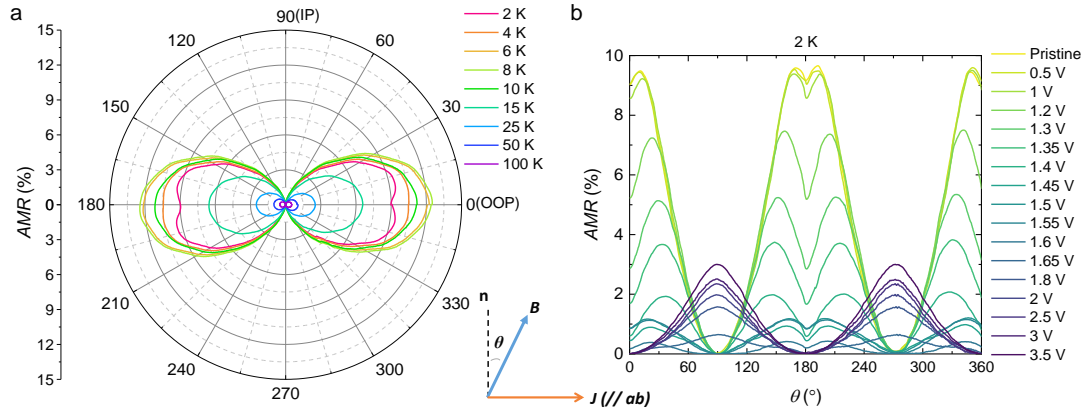 a
90(IP)
120
60
150
30
180
0(OOP)
210
330
240
300
270
15
12
9
6
3
0
3
6
9
12
15
AMR (%)
2 K
4 K
6 K
8 K
10 K
15 K
25 K
50 K
100 K
n
B
θ
J (// ab)
b
2 K
10
8
6
4
2
0
AMR (%)
0 60 120 180 240 300 360
θ (°)
Pristine
0.5 V
1 V
1.2 V
1.3 V
1.35 V
1.4 V
1.45 V
1.5 V
1.55 V
1.6 V
1.65 V
1.8 V
2 V
2.5 V
3 V
3.5 V